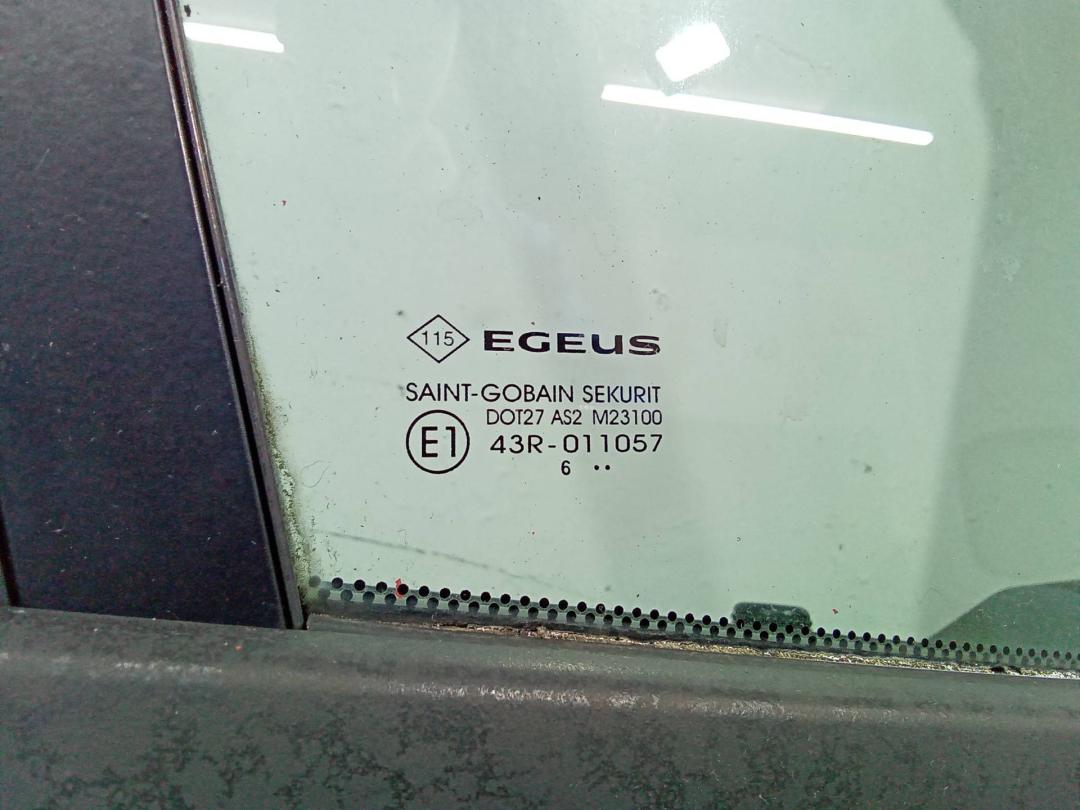 115 EGEUS
SAINT-GOBAIN SEKURIT
DOT27 AS2 M23100
E1 43R-011057
6 ..